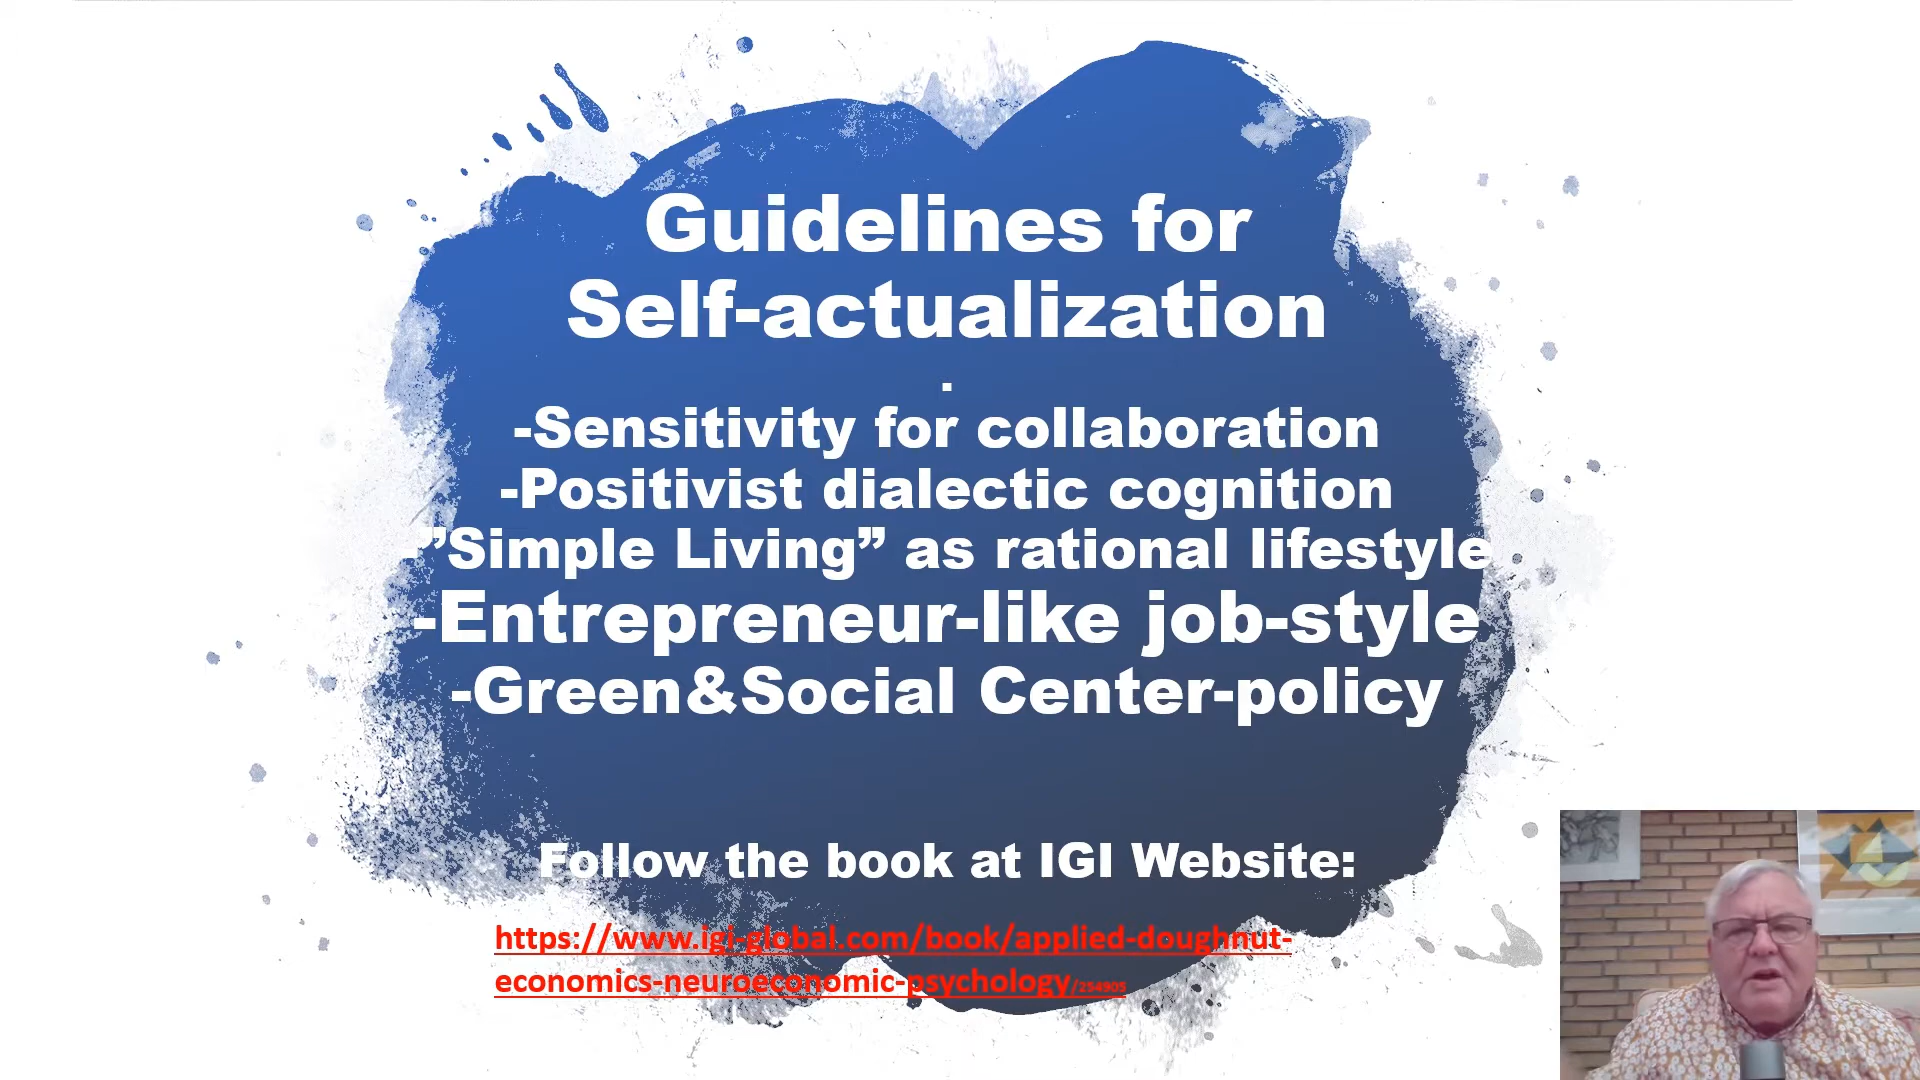 Guidelines for
Self-actualization
.
-Sensitivity for collaboration
-Positivist dialectic cognition
-”Simple Living” as rational lifestyle
-Entrepreneur-like job-style
-Green&Social Center-policy
Follow the book at IGI Website:
https://www.igi-global.com/book/applied-doughnut-
economics-neuroeconomic-psychology/254905